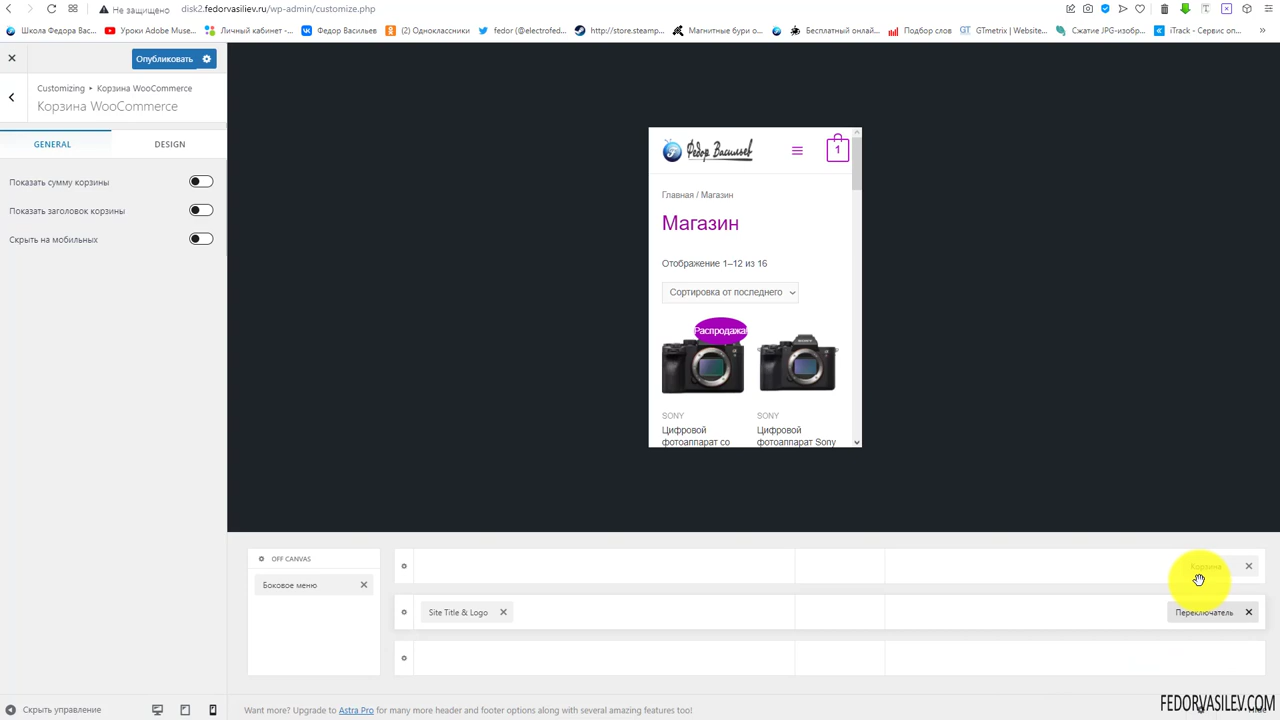 Не защищено
disk2.fedorvasiliev.ru/wp-admin/customize.php
Школа Федора Вас...
Уроки Adobe Muse...
Личный кабинет -...
Федор Васильев
(2) Одноклассники
fedor (@electrofed...
http://store.steamp...
Магнитные бури о...
Бесплатный онлай...
Подбор слов
GTmetrix | Website...
Сжатие JPG-изобр...
iTrack - Сервис оп...
Опубликовать
Customizing ▸ Корзина WooCommerce
Корзина WooCommerce
GENERAL
DESIGN
Показать сумму корзины
Показать заголовок корзины
Скрыть на мобильных
Федор Васильев
1
Главная / Магазин
Магазин
Отображение 1–12 из 16
Сортировка от последнего
Распродажа!
SONY
SONY
Цифровой
фотоаппарат со
Цифровой
фотоаппарат Sony
OFF CANVAS
Боковое меню
Корзина
Site Title & Logo
Переключатель
Скрыть управление
Want more? Upgrade to Astra Pro for many more header and footer options along with several amazing features too!
Hide
FEDORVASILEV.COM